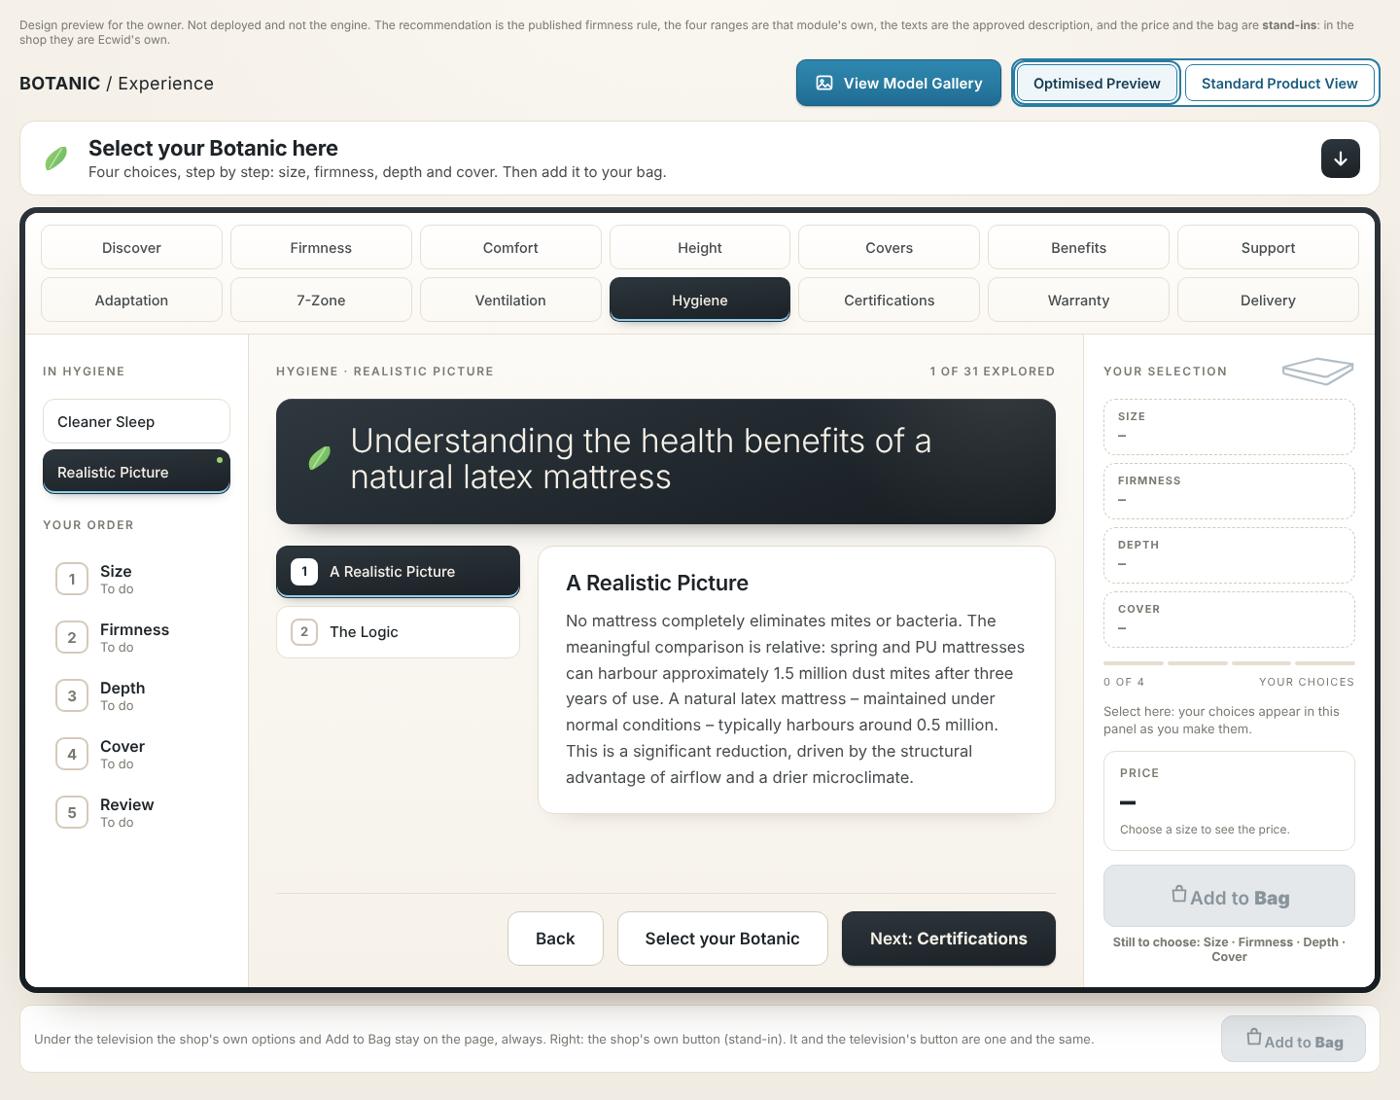 Design preview for the owner. Not deployed and not the engine. The recommendation is the published firmness rule, the four ranges are that module's own, the texts are the approved description, and the price and the bag are stand-ins: in the
shop they are Ecwid's own.
BOTANIC / Experience
View Model Gallery
Optimised Preview
Standard Product View
Select your Botanic here
Four choices, step by step: size, firmness, depth and cover. Then add it to your bag.
Discover
Firmness
Comfort
Height
Covers
Benefits
Support
Adaptation
7-Zone
Ventilation
Hygiene
Certifications
Warranty
Delivery
IN HYGIENE
Cleaner Sleep
Realistic Picture
YOUR ORDER
1
Size
To do
2
Firmness
To do
3
Depth
To do
4
Cover
To do
5
Review
To do
HYGIENE · REALISTIC PICTURE
1 OF 31 EXPLORED
Understanding the health benefits of a
natural latex mattress
1 A Realistic Picture
2 The Logic
A Realistic Picture
No mattress completely eliminates mites or bacteria. The
meaningful comparison is relative: spring and PU mattresses
can harbour approximately 1.5 million dust mites after three
years of use. A natural latex mattress – maintained under
normal conditions – typically harbours around 0.5 million.
This is a significant reduction, driven by the structural
advantage of airflow and a drier microclimate.
Back
Select your Botanic
Next: Certifications
YOUR SELECTION
SIZE
–
FIRMNESS
–
DEPTH
–
COVER
–
0 OF 4
YOUR CHOICES
Select here: your choices appear in this
panel as you make them.
PRICE
–
Choose a size to see the price.
Add to Bag
Still to choose: Size · Firmness · Depth ·
Cover
Under the television the shop's own options and Add to Bag stay on the page, always. Right: the shop's own button (stand-in). It and the television's button are one and the same.
Add to Bag